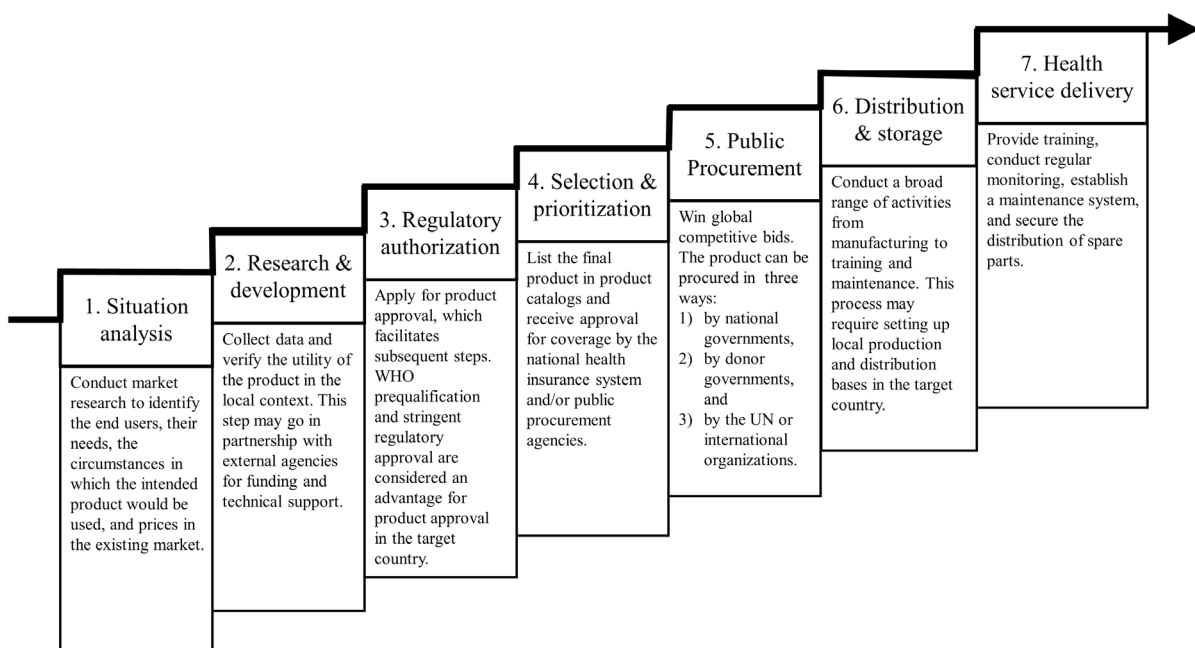 1. Situation
analysis
Conduct market
research to identify
the end users, their
needs, the
circumstances in
which the intended
product would be
used, and prices in
the existing market.
2. Research &
development
Collect data and
verify the utility of
the product in the
local context. This
step may go in
partnership with
external agencies
for funding and
technical support.
3. Regulatory
authorization
Apply for product
approval, which
facilitates
subsequent steps.
WHO
prequalification
and stringent
regulatory
approval are
considered an
advantage for
product approval
in the target
country.
4. Selection &
prioritization
List the final
product in product
catalogs and
receive approval
for coverage by the
national health
insurance system
and/or public
procurement
agencies.
5. Public
Procurement
Win global
competitive bids.
The product can be
procured in three
ways:
1) by national
governments,
2) by donor
governments,
and
3) by the UN or
international
organizations.
6. Distribution
& storage
Conduct a broad
range of activities
from
manufacturing to
training and
maintenance. This
process may
require setting up
local production
and distribution
bases in the target
country.
7. Health
service delivery
Provide training,
conduct regular
monitoring, establish
a maintenance system,
and secure the
distribution of spare
parts.